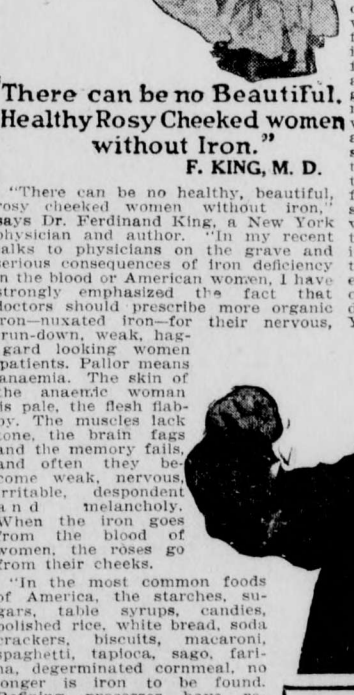 "There can be no Beautiful,
Healthy Rosy Cheeked women
without Iron."
F. KING, M. D.
"There can be no healthy, beautiful,
rosy cheeked women without iron,"
says Dr. Ferdinand King, a New York
physician and author. "In my recent
talks to physicians on the grave and
serious consequences of iron deficiency
in the blood or American women, I have
strongly emphasized the fact that
doctors should prescribe more organic
iron—nuxated iron—for their nervous,
run-down, weak, hag-
gard looking women
patients. Pallor means
anaemia. The skin of
the anaemic woman
is pale, the flesh flab-
by. The muscles lack
tone, the brain fags
and the memory fails,
and often they be-
come weak, nervous,
irritable, despondent
and melancholy.
When the iron goes
from the blood of
women, the roses go
from their cheeks.
"In the most common foods
of America, the starches, su-
gars, table syrups, candies,
polished rice, white bread, soda
crackers, biscuits, macaroni,
spaghetti, tapioca, sago, fari-
na, degerminated cornmeal, no
longer is iron to be found.